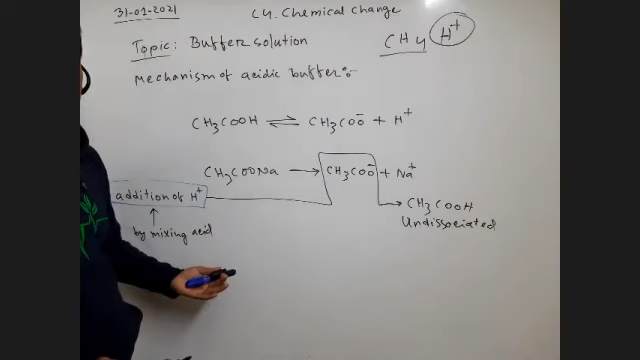 31-01-2021
C4. Chemical Change
Topic: Buffer solution
CH4 H⁺
Mechanism of acidic buffer:-
CH3COOH ⇌ CH3COO⁻ + H⁺
CH3COONa → CH3COO⁻ + Na⁺
addition of H⁺
CH3COOH
Undissociated
by mixing acid